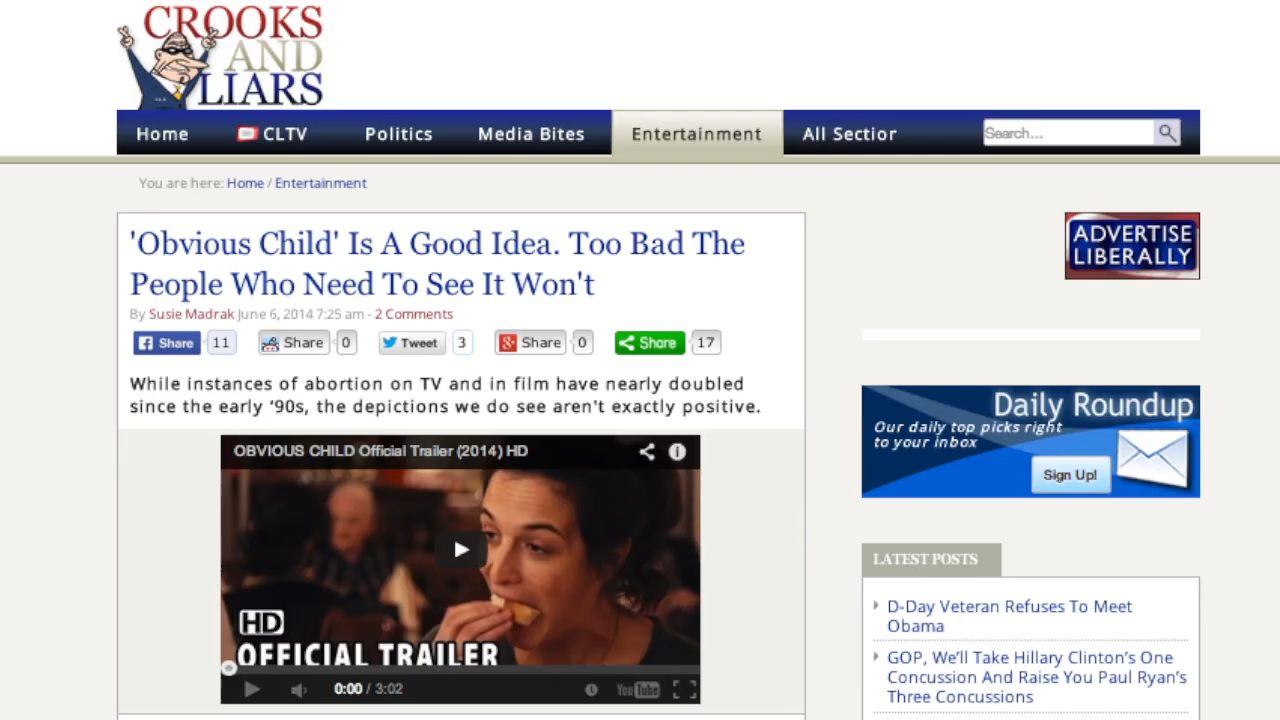 CROOKS
AND
LIARS
Home
CLTV
Politics
Media Bites
Entertainment
All Sectior
Search...
You are here: Home / Entertainment
'Obvious Child' Is A Good Idea. Too Bad The
People Who Need To See It Won't
By Susie Madrak June 6, 2014 7:25 am - 2 Comments
Share 11 Share 0 Tweet 3 Share 0 Share 17
While instances of abortion on TV and in film have nearly doubled
since the early ‘90s, the depictions we do see aren't exactly positive.
OBVIOUS CHILD Official Trailer (2014) HD
HD
OFFICIAL TRAILER
0:00 / 3:02
YouTube
ADVERTISE
LIBERALLY
Daily Roundup
Our daily top picks right
to your inbox
Sign Up!
LATEST POSTS
D-Day Veteran Refuses To Meet
Obama
GOP, We’ll Take Hillary Clinton’s One
Concussion And Raise You Paul Ryan’s
Three Concussions